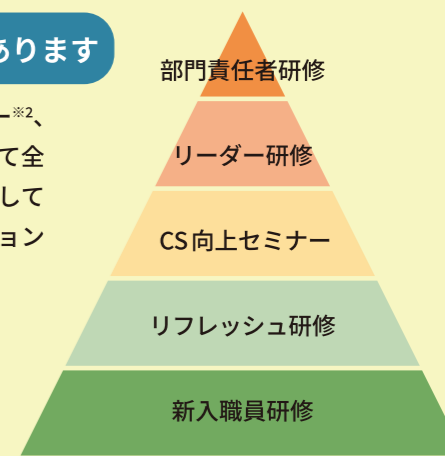 あります
ー※2、
て全
して
ョン
部門責任者研修
リーダー研修
CS向上セミナー
リフレッシュ研修
新入職員研修